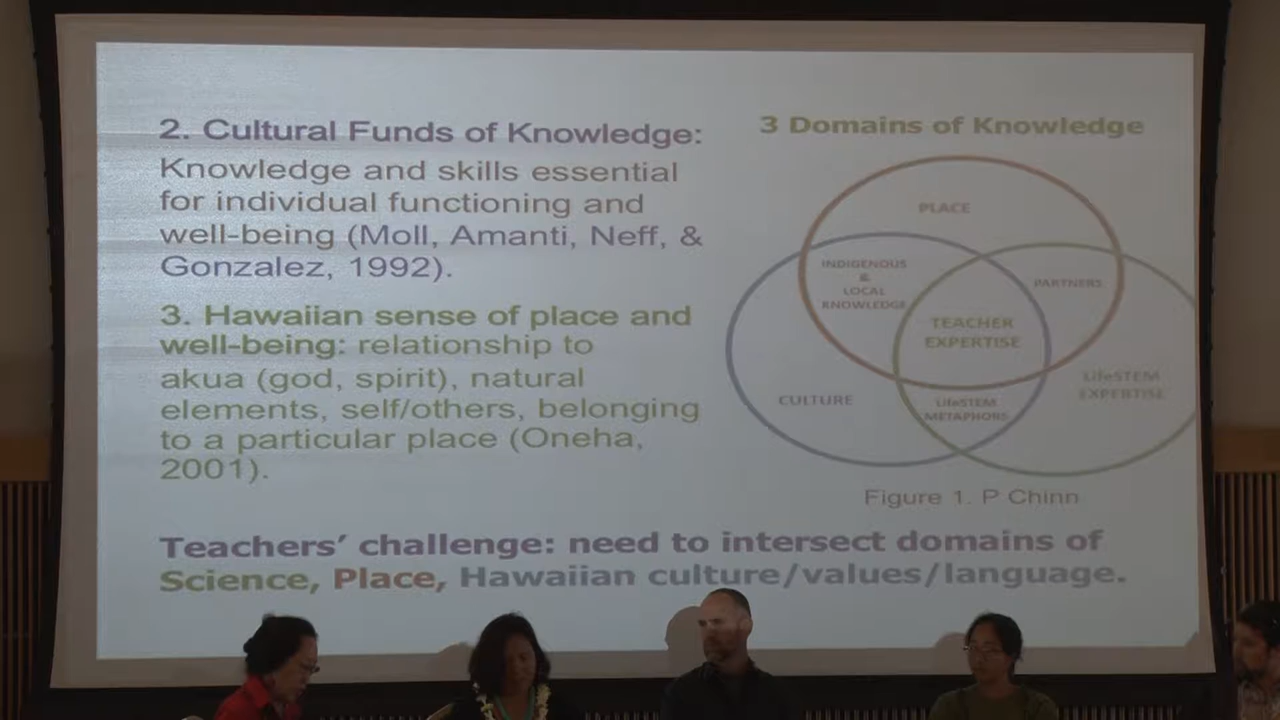 2. Cultural Funds of Knowledge:
Knowledge and skills essential
for individual functioning and
well-being (Moll, Amanti, Neff, &
Gonzalez, 1992).
3. Hawaiian sense of place and
well-being: relationship to
akua (god, spirit), natural
elements, self/others, belonging
to a particular place (Oneha,
2001).
3 Domains of Knowledge
PLACE
INDIGENOUS
&
LOCAL
KNOWLEDGE
PARTNERS
TEACHER
EXPERTISE
CULTURE
LifeSTEM
METAPHORS
LifeSTEM
EXPERTISE
Figure 1. P Chinn
Teachers' challenge: need to intersect domains of
Science, Place, Hawaiian culture/values/language.